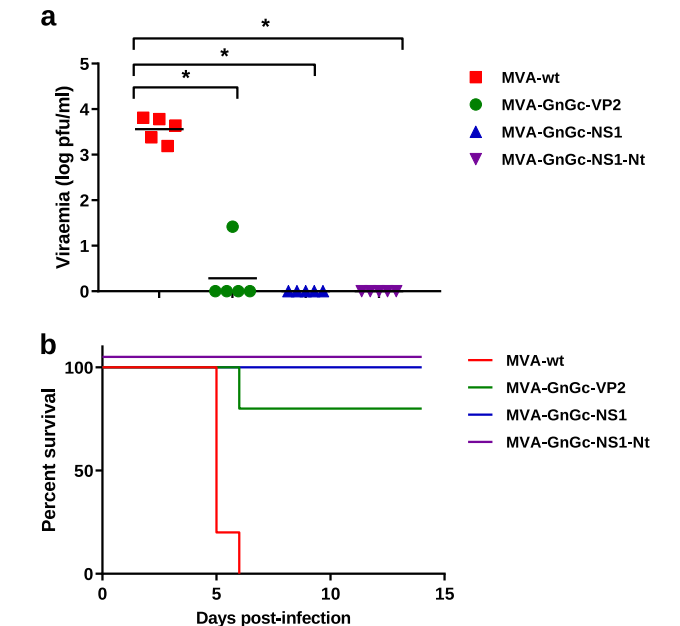 a
*
*
*
5
4
3
2
1
0
Viraemia (log pfu/ml)
MVA-wt
MVA-GnGc-VP2
MVA-GnGc-NS1
MVA-GnGc-NS1-Nt
b
100
50
0
Percent survival
0 5 10 15
Days post-infection
MVA-wt
MVA-GnGc-VP2
MVA-GnGc-NS1
MVA-GnGc-NS1-Nt